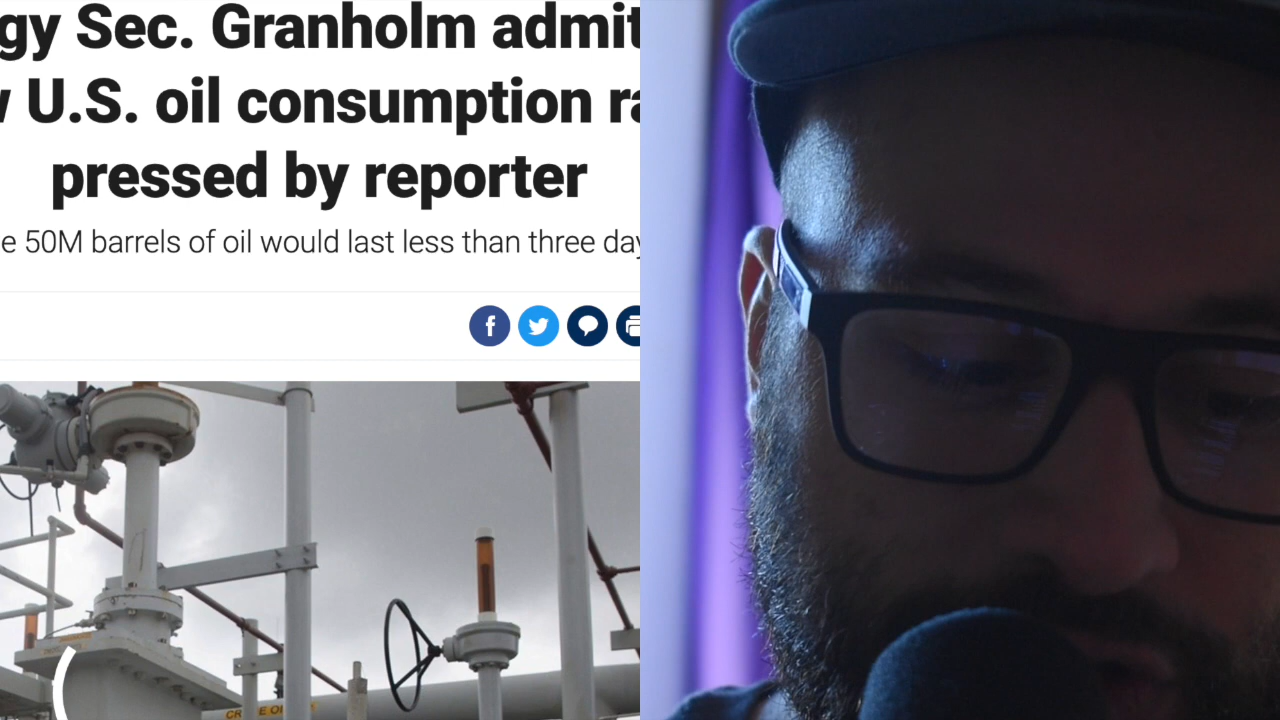 gy Sec. Granholm admit
U.S. oil consumption ra
pressed by reporter
e 50M barrels of oil would last less than three day
f